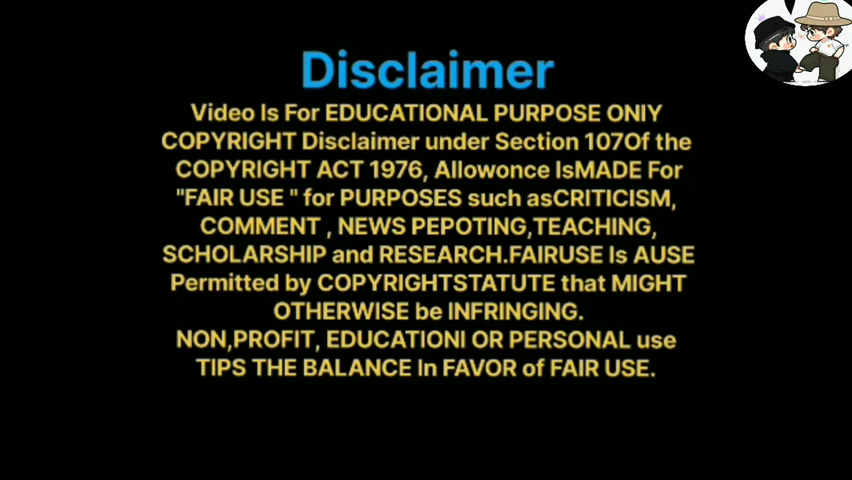 Disclaimer
Video Is For EDUCATIONAL PURPOSE ONIY
COPYRIGHT Disclaimer under Section 107Of the
COPYRIGHT ACT 1976, Allowonce IsMADE For
"FAIR USE " for PURPOSES such asCRITICISM,
COMMENT , NEWS PEPOTING,TEACHING,
SCHOLARSHIP and RESEARCH.FAIRUSE Is AUSE
Permitted by COPYRIGHTSTATUTE that MIGHT
OTHERWISE be INFRINGING.
NON,PROFIT, EDUCATIONI OR PERSONAL use
TIPS THE BALANCE In FAVOR of FAIR USE.